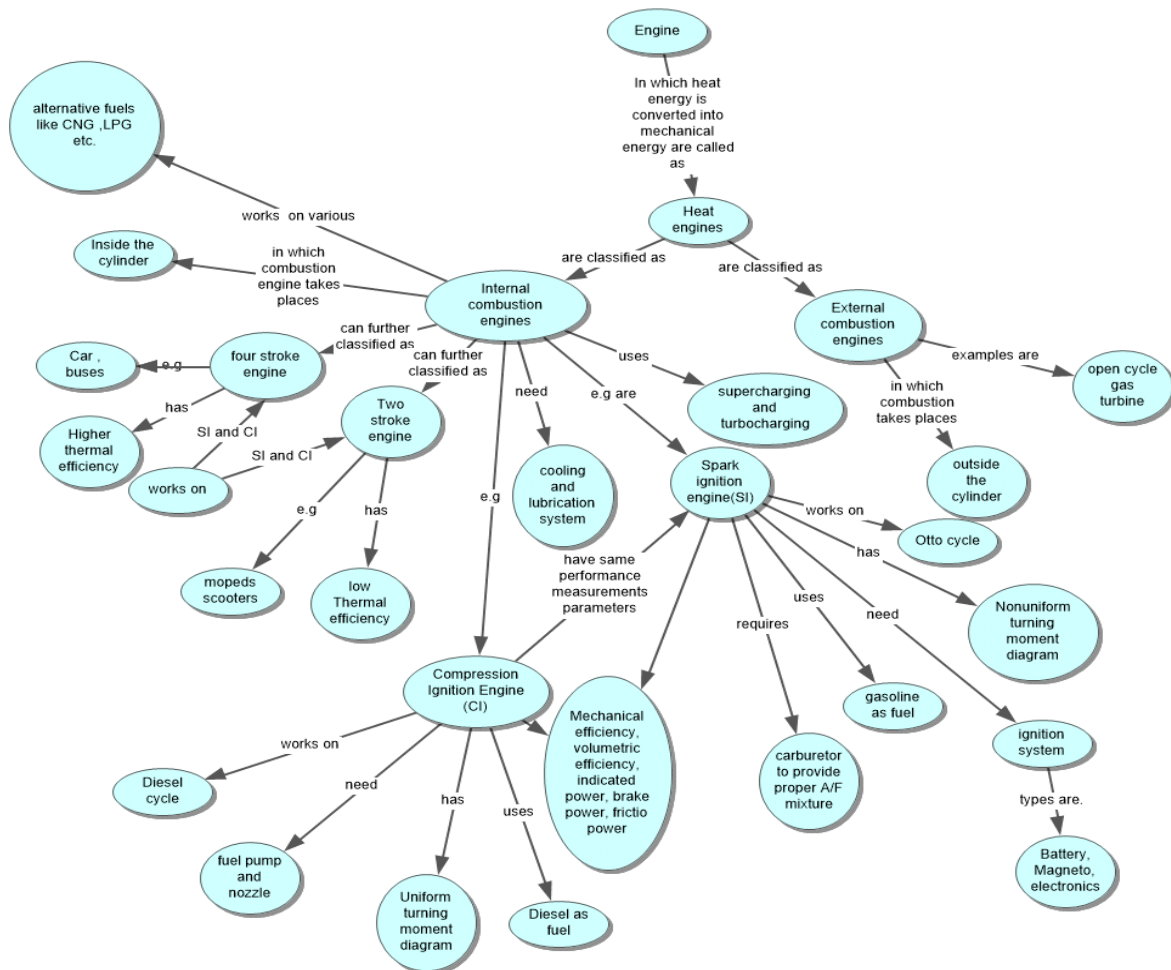 Engine
In which heat
energy is
converted into
mechanical
energy are called
as
alternative fuels
like CNG ,LPG
etc.
Heat
engines
works  on various
Inside the
cylinder
in which
combustion
engine takes
places
are classified as
are classified as
Internal
combustion
engines
External
combustion
engines
can further
classified as
can further
classified as
four stroke
engine
e.g
Car ,
buses
has
Higher
thermal
efficiency
SI and CI
SI and CI
works on
Two
stroke
engine
e.g
mopeds
scooters
has
low
Thermal
efficiency
need
cooling
and
lubrication
system
e.g
e.g are
uses
supercharging
and
turbocharging
examples are
open cycle
gas
turbine
in which
combustion
takes places
outside
the
cylinder
Spark
ignition
engine(SI)
works on
Otto cycle
has
Nonuniform
turning
moment
diagram
need
ignition
system
types are.
Battery,
Magneto,
electronics
uses
gasoline
as fuel
requires
carburetor
to provide
proper A/F
mixture
have same
performance
measurements
parameters
Compression
Ignition Engine
(CI)
Mechanical
efficiency,
volumetric
efficiency,
indicated
power, brake
power, frictio
power
works on
Diesel
cycle
need
fuel pump
and
nozzle
has
Uniform
turning
moment
diagram
uses
Diesel as
fuel